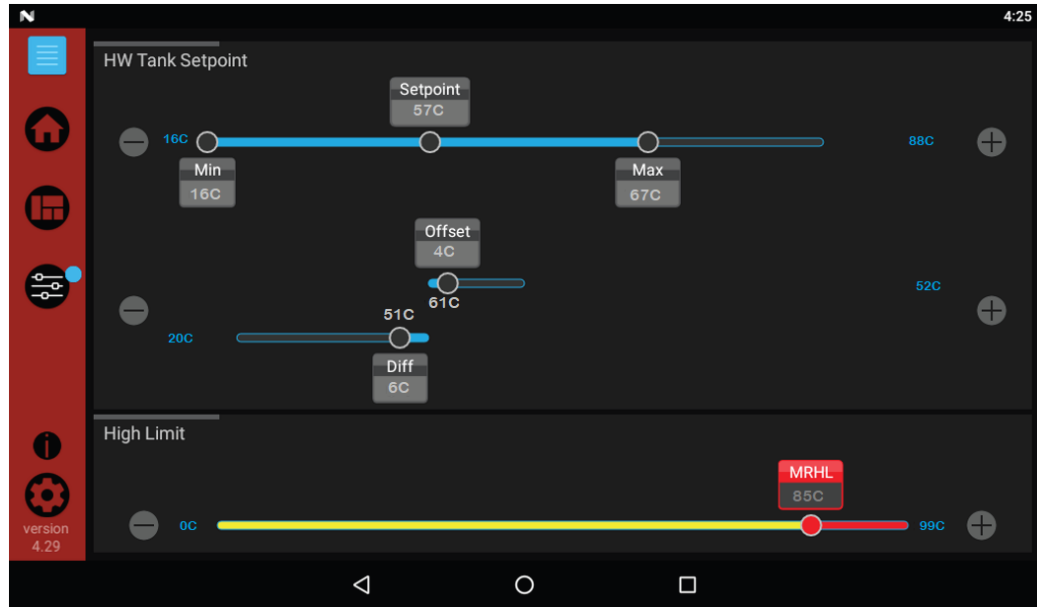 4:25
HW Tank Setpoint
Setpoint
57C
16C
88C
Min
16C
Max
67C
Offset
4C
61C
52C
51C
20C
Diff
6C
High Limit
MRHL
85C
0C
99C
version
4.29